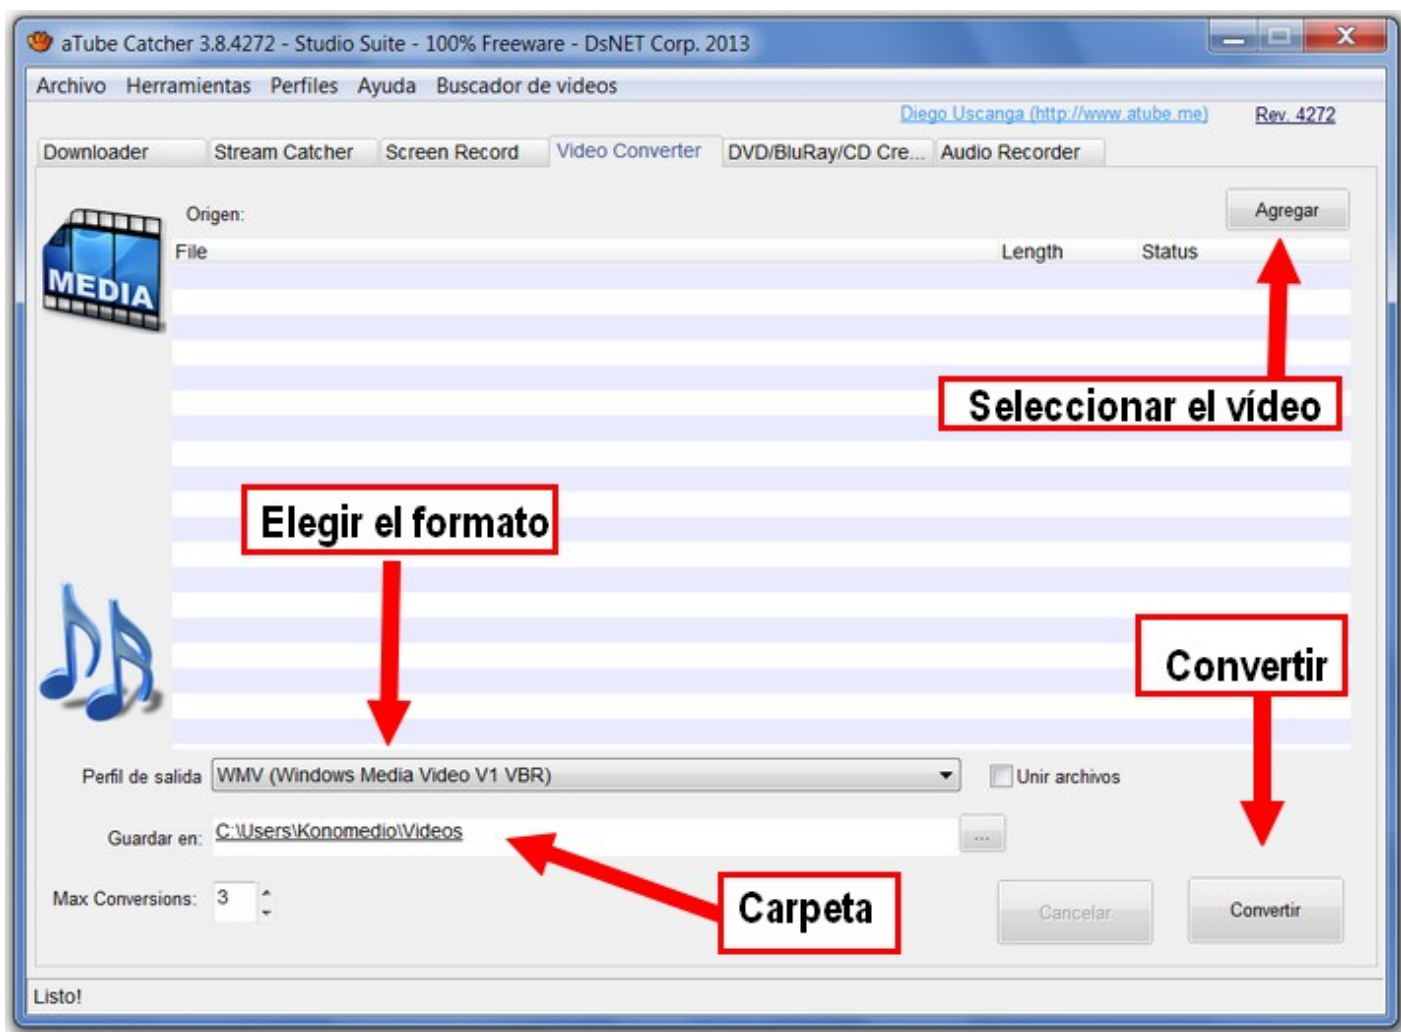 aTube Catcher 3.8.4272 - Studio Suite - 100% Freeware - DsNET Corp. 2013
Archivo Herramientas Perfiles Ayuda Buscador de videos
Diego Uscanga (http://www.atube.me) Rev. 4272
Downloader Stream Catcher Screen Record Video Converter DVD/BluRay/CD Cre... Audio Recorder
Origen: Agregar
File Length Status
MEDIA
Seleccionar el vídeo
Elegir el formato
Convertir
Perfil de salida WMV (Windows Media Video V1 VBR) Unir archivos
Guardar en: C:\Users\Konomedio\Videos ...
Max Conversions: 3
Carpeta
Cancelar Convertir
Listo!